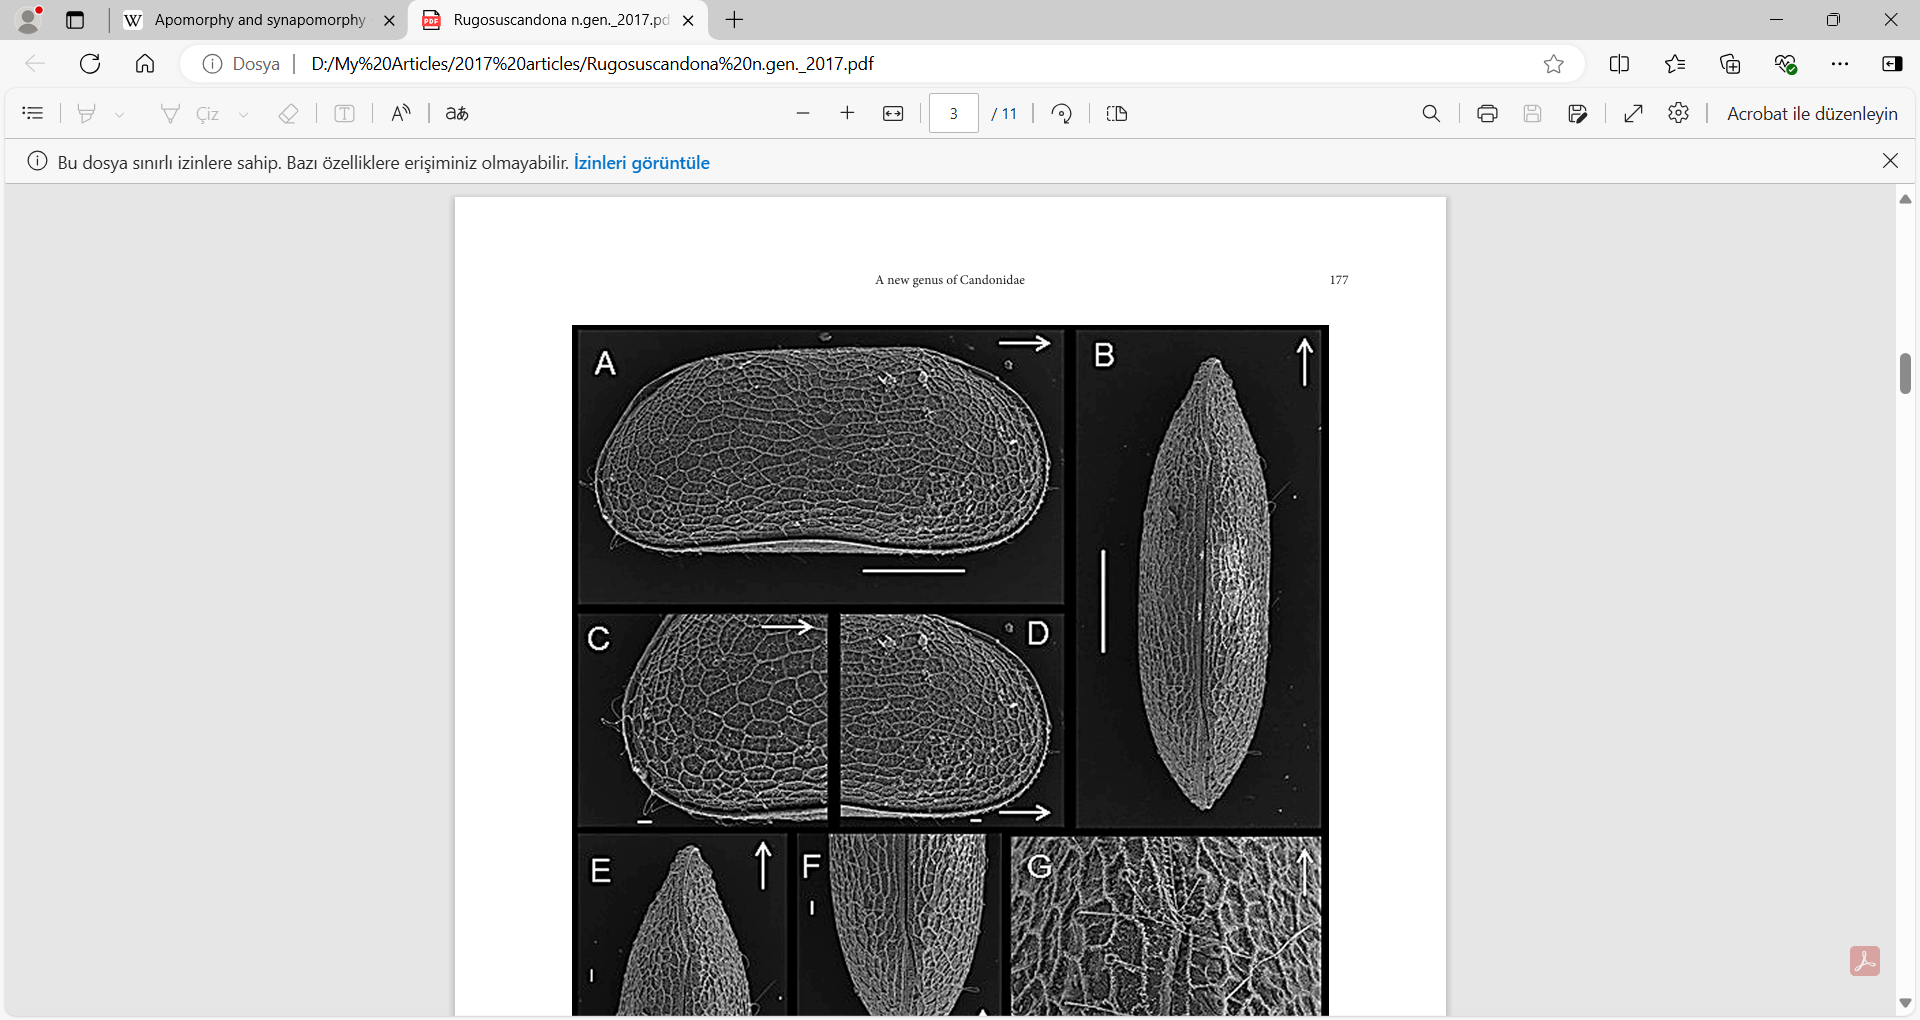 Apomorphy and synapomorphy
Rugosuscandona n.gen._2017.pd
Dosya
D:/My%20Articles/2017%20articles/Rugosuscandona%20n.gen._2017.pdf
Çiz
T
A
aあ
3
/ 11
Acrobat ile düzenleyin
Bu dosya sınırlı izinlere sahip. Bazı özelliklere erişiminiz olmayabilir. İzinleri görüntüle
A new genus of Candonidae
177
A
B
C
D
E
F
G